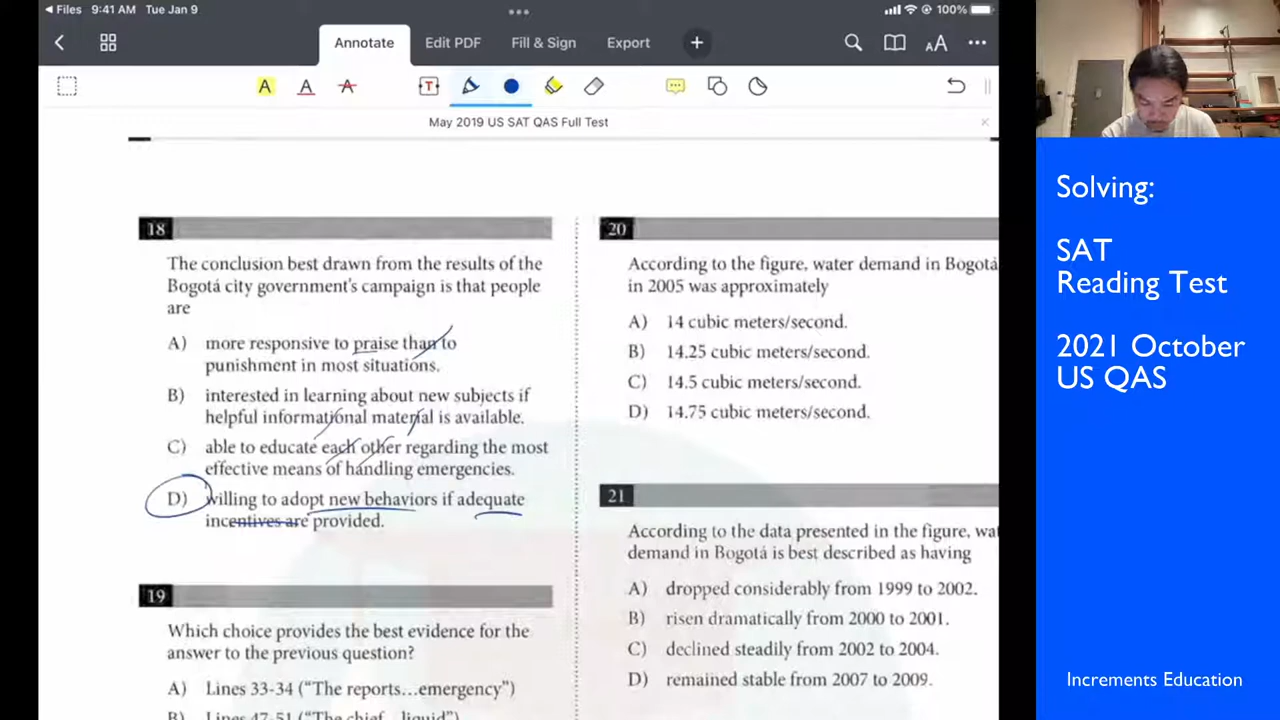 Files 9:41 AM Tue Jan 9
100%
Annotate Edit PDF Fill & Sign Export
May 2019 US SAT QAS Full Test
18
The conclusion best drawn from the results of the
Bogotá city government's campaign is that people
are
A) more responsive to praise than to
punishment in most situations.
B) interested in learning about new subjects if
helpful informational material is available.
C) able to educate each other regarding the most
effective means of handling emergencies.
D) willing to adopt new behaviors if adequate
incentives are provided.
19
Which choice provides the best evidence for the
answer to the previous question?
A) Lines 33-34 ("The reports...emergency")
B) Lines 47-51 ("The chief...liquid")
20
According to the figure, water demand in Bogotá
in 2005 was approximately
A) 14 cubic meters/second.
B) 14.25 cubic meters/second.
C) 14.5 cubic meters/second.
D) 14.75 cubic meters/second.
21
According to the data presented in the figure, wat
demand in Bogotá is best described as having
A) dropped considerably from 1999 to 2002.
B) risen dramatically from 2000 to 2001.
C) declined steadily from 2002 to 2004.
D) remained stable from 2007 to 2009.
Solving:
SAT
Reading Test
2021 October
US QAS
Increments Education